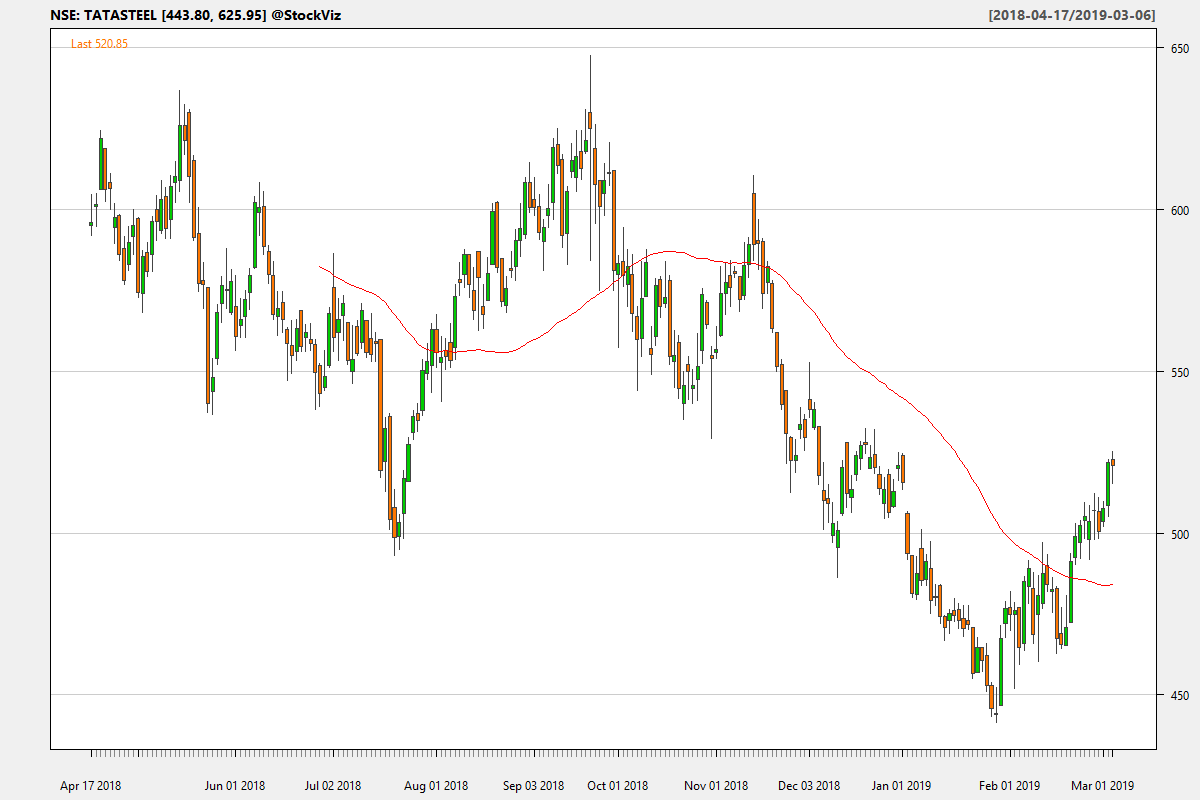 NSE: TATASTEEL [443.80, 625.95] @StockViz
[2018-04-17/2019-03-06]
Last 520.85
650
600
550
500
450
Apr 17 2018 Jun 01 2018 Jul 02 2018 Aug 01 2018 Sep 03 2018 Oct 01 2018 Nov 01 2018 Dec 03 2018 Jan 01 2019 Feb 01 2019 Mar 01 2019